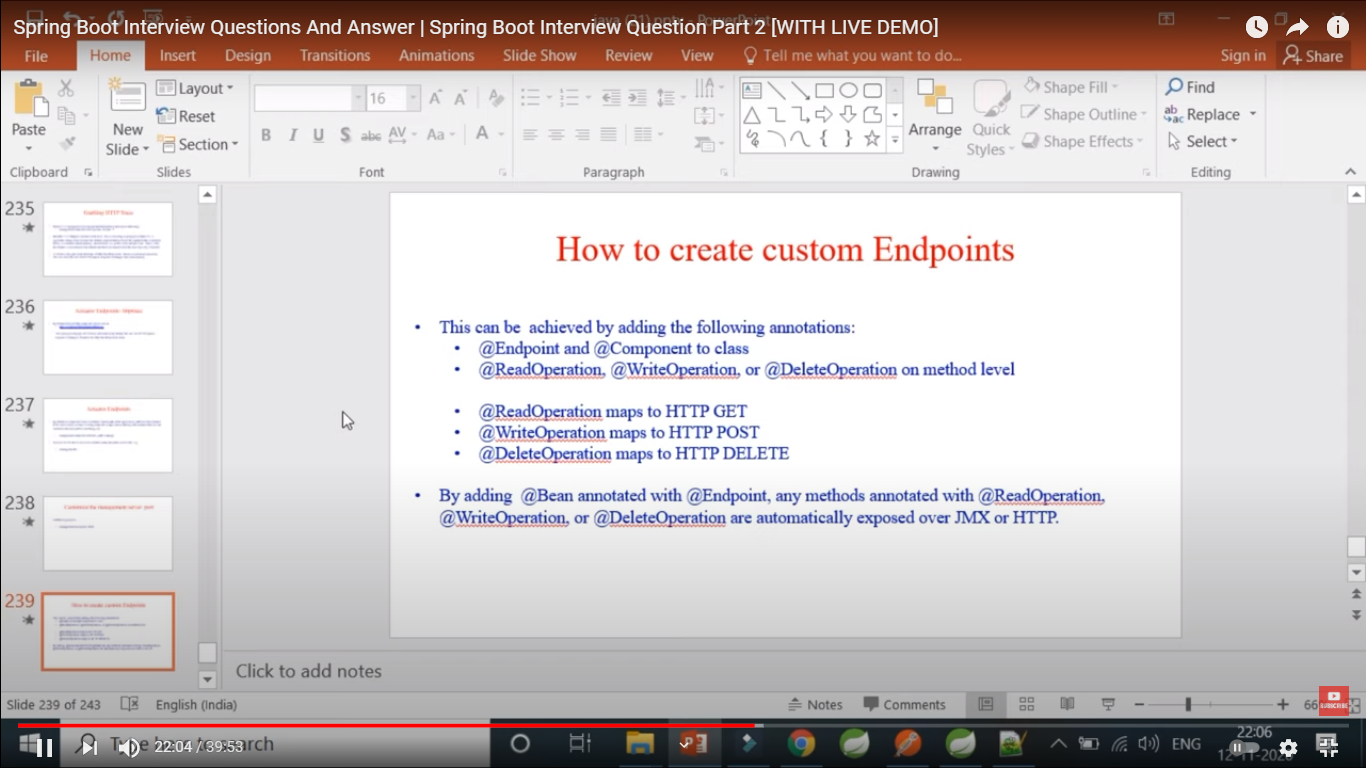 Spring Boot Interview Questions And Answer | Spring Boot Interview Question Part 2 [WITH LIVE DEMO]
File Home Insert Design Transitions Animations Slide Show Review View Tell me what you want to do... Sign in Share
Paste
Clipboard
New Slide
Layout
Reset
Section
Slides
16
Font
Paragraph
Arrange
Quick Styles
Shape Fill
Shape Outline
Shape Effects
Drawing
Find
Replace
Select
Editing
235
236
237
238
239
How to create custom Endpoints
• This can be achieved by adding the following annotations:
• @Endpoint and @Component to class
• @ReadOperation, @WriteOperation, or @DeleteOperation on method level
• @ReadOperation maps to HTTP GET
• @WriteOperation maps to HTTP POST
• @DeleteOperation maps to HTTP DELETE
• By adding @Bean annotated with @Endpoint, any methods annotated with @ReadOperation,
@WriteOperation, or @DeleteOperation are automatically exposed over JMX or HTTP.
Click to add notes
Slide 239 of 243 English (India) Notes Comments
SUBSCRIBE
22:04 / 39:53
ENG
22:06